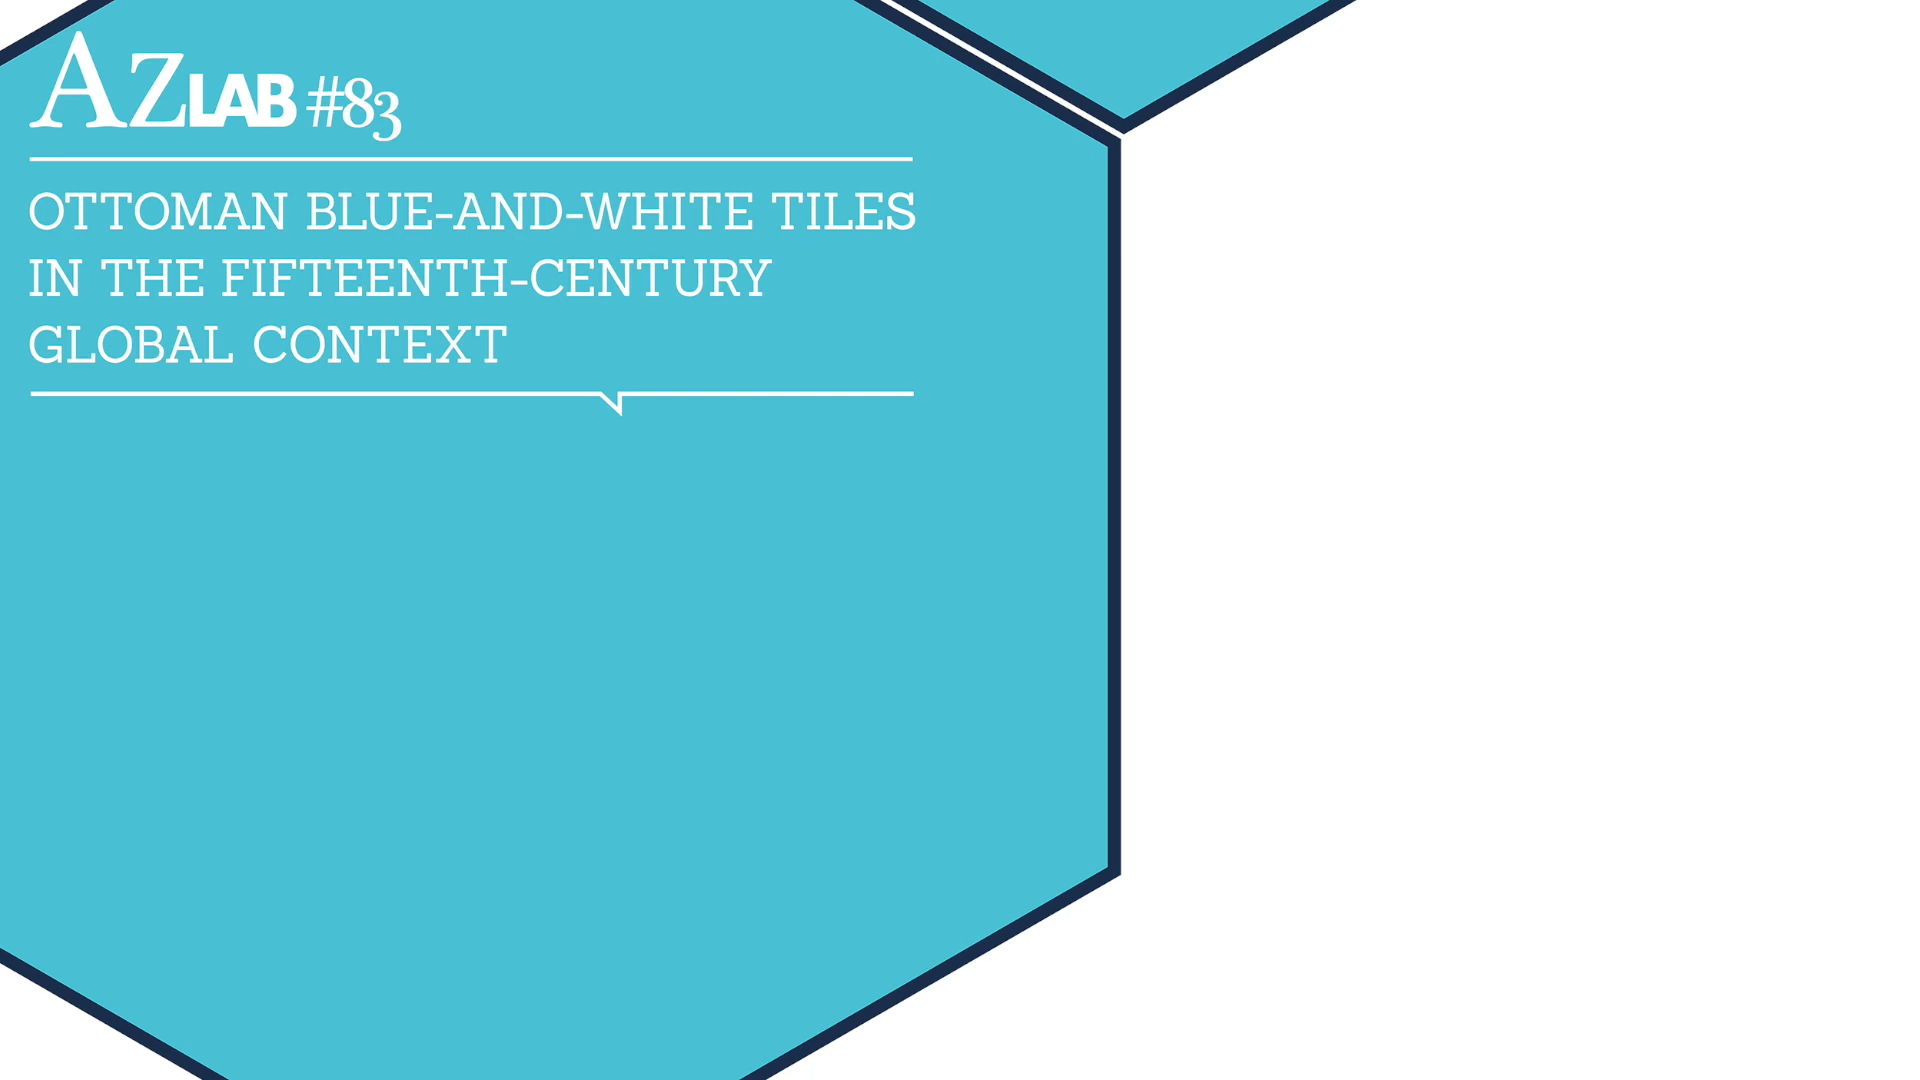 AZLAB #83
OTTOMAN BLUE-AND-WHITE TILES
IN THE FIFTEENTH-CENTURY
GLOBAL CONTEXT